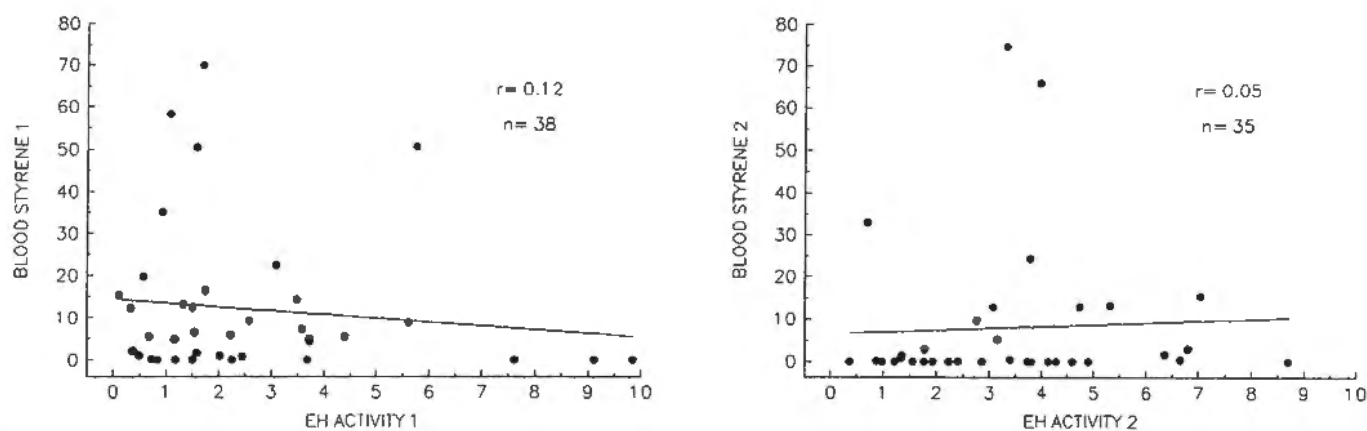 80
70
60
50
40
30
20
10
0
BLOOD STYRENE 1
r= 0.12
n= 38
0 1 2 3 4 5 6 7 8 9 10
EH ACTIVITY 1
80
70
60
50
40
30
20
10
0
BLOOD STYRENE 2
r= 0.05
n= 35
0 1 2 3 4 5 6 7 8 9 10
EH ACTIVITY 2